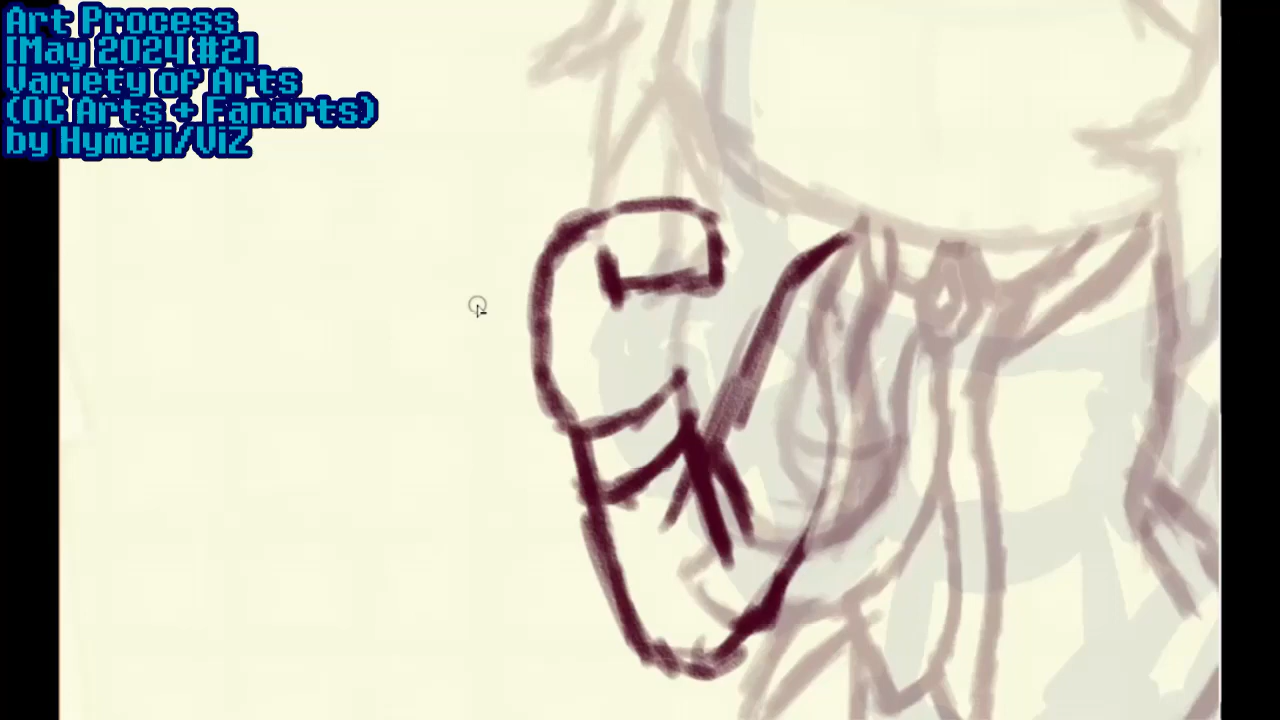 Art Process
[May 2024 #2]
Variety of Arts
(OC Arts + Fanarts)
by Hymeji/ViZ